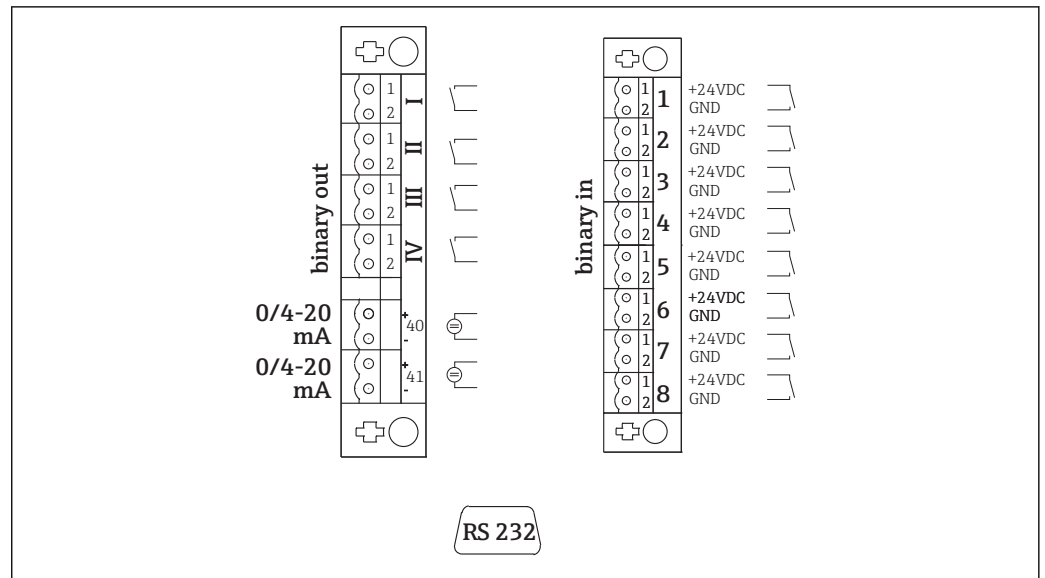 binary out
1
2
I
1
2
II
1
2
III
1
2
IV
0/4-20
mA
+
40
-
0/4-20
mA
+
41
-
binary in
1
2
1
+24VDC
GND
1
2
2
+24VDC
GND
1
2
3
+24VDC
GND
1
2
4
+24VDC
GND
1
2
5
+24VDC
GND
1
2
6
+24VDC
GND
1
2
7
+24VDC
GND
1
2
8
+24VDC
GND
RS 232